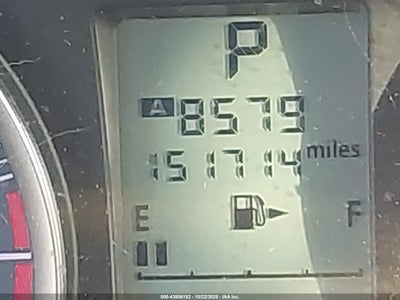 P
A 8579
151714 miles
E F
000-43506182 - 10/22/2025 - IAA Inc.